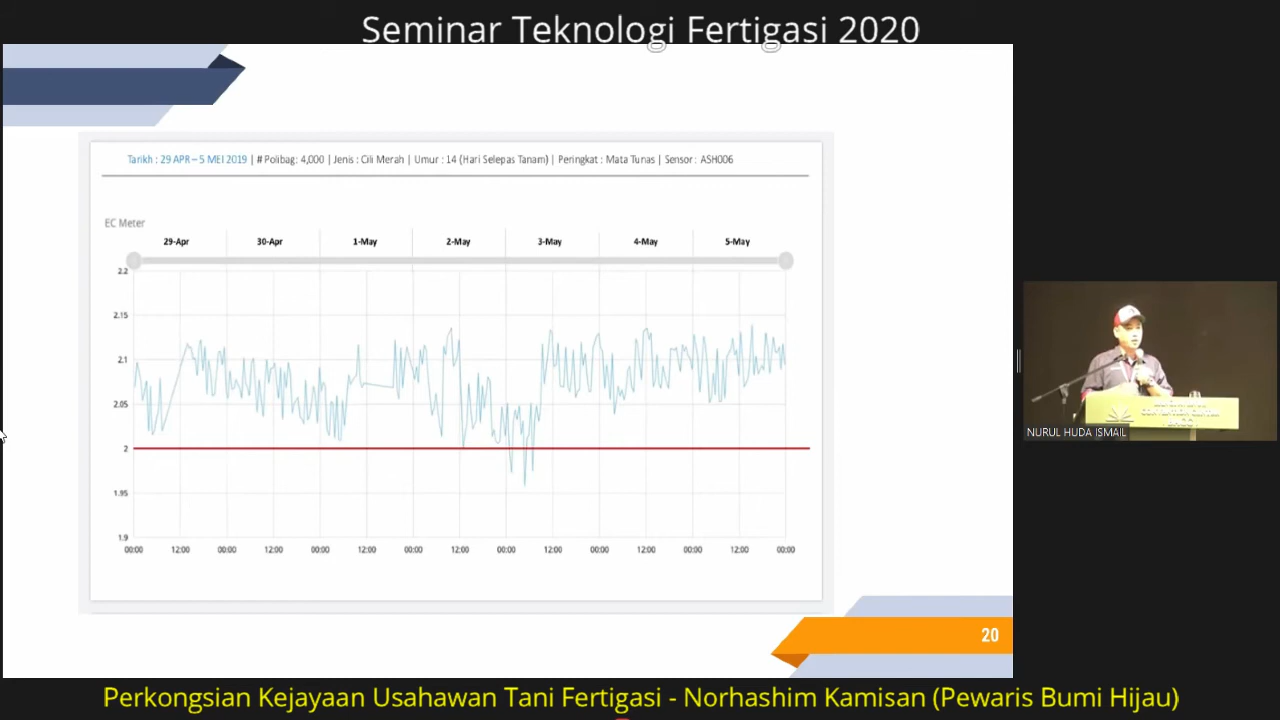 Seminar Teknologi Fertigasi 2020
Tarikh : 29 APR – 5 MEI 2019 | # Polibag: 4,000 | Jenis : Cili Merah | Umur : 14 (Hari Selepas Tanam) | Peringkat : Mata Tunas | Sensor : ASH006
EC Meter
29-Apr 30-Apr 1-May 2-May 3-May 4-May 5-May
2.2
2.15
2.1
2.05
2
1.95
1.9
00:00 12:00 00:00 12:00 00:00 12:00 00:00 12:00 00:00 12:00 00:00 12:00 00:00 12:00 00:00
NURUL HUDA ISMAIL
20
Perkongsian Kejayaan Usahawan Tani Fertigasi - Norhashim Kamisan (Pewaris Bumi Hijau)